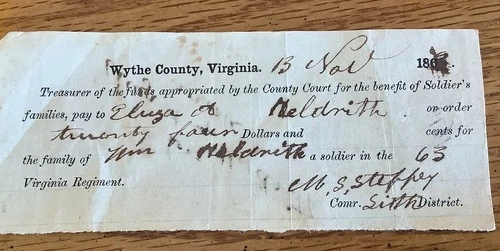 Wythe County, Virginia. 13 Nov 186
Treasurer of the funds appropriated by the County Court for the benefit of Soldier's
families, pay to Eliza A Heldrith or order
twenty four Dollars and cents for
the family of Wm Heldrith a soldier in the 63
Virginia Regiment. M, S, Steffey
Comr. Sixth District.